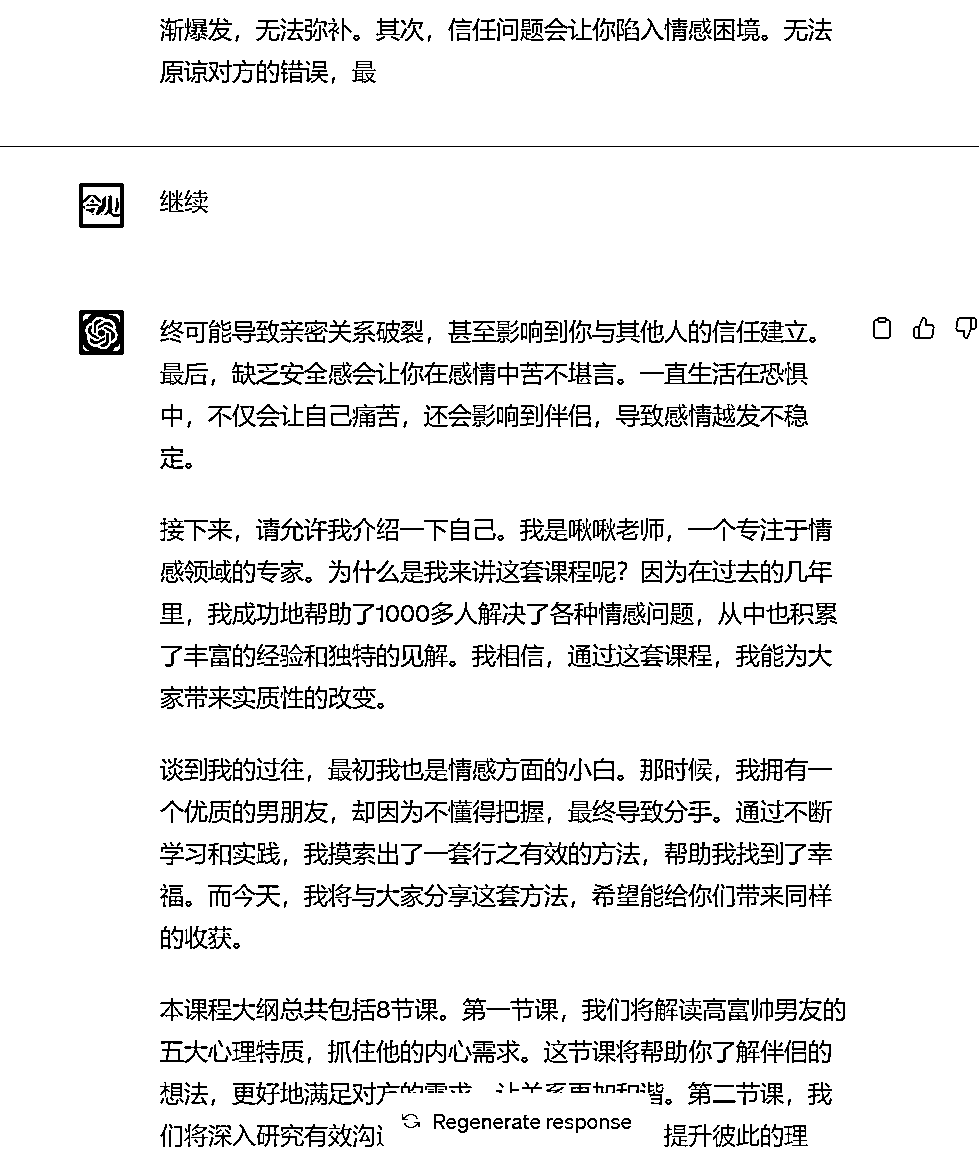 渐爆发，无法弥补。其次，信任问题会让你陷入情感困境。无法
原谅对方的错误，最
继续
终可能导致亲密关系破裂，甚至影响到你与其他人的信任建立。
最后，缺乏安全感会让你在感情中苦不堪言。一直生活在恐惧
中，不仅会让自己痛苦，还会影响到伴侣，导致感情越发不稳
定。
接下来，请允许我介绍一下自己。我是啾啾老师，一个专注于情
感领域的专家。为什么是我来讲这套课程呢？因为在过去的几年
里，我成功地帮助了1000多人解决了各种情感问题，从中也积累
了丰富的经验和独特的见解。我相信，通过这套课程，我能为大
家带来实质性的改变。
谈到我的过往，最初我也是情感方面的小白。那时候，我拥有一
个优质的男朋友，却因为不懂得把握，最终导致分手。通过不断
学习和实践，我摸索出了一套行之有效的方法，帮助我找到了幸
福。而今天，我将与大家分享这套方法，希望能给你们带来同样
的收获。
本课程大纲总共包括8节课。第一节课，我们将解读高富帅男友的
五大心理特质，抓住他的内心需求。这节课将帮助你了解伴侣的
想法，更好地满足对方的需求，让关系更加和谐。第二节课，我
们将深入研究有效沟 提升彼此的理
Regenerate response